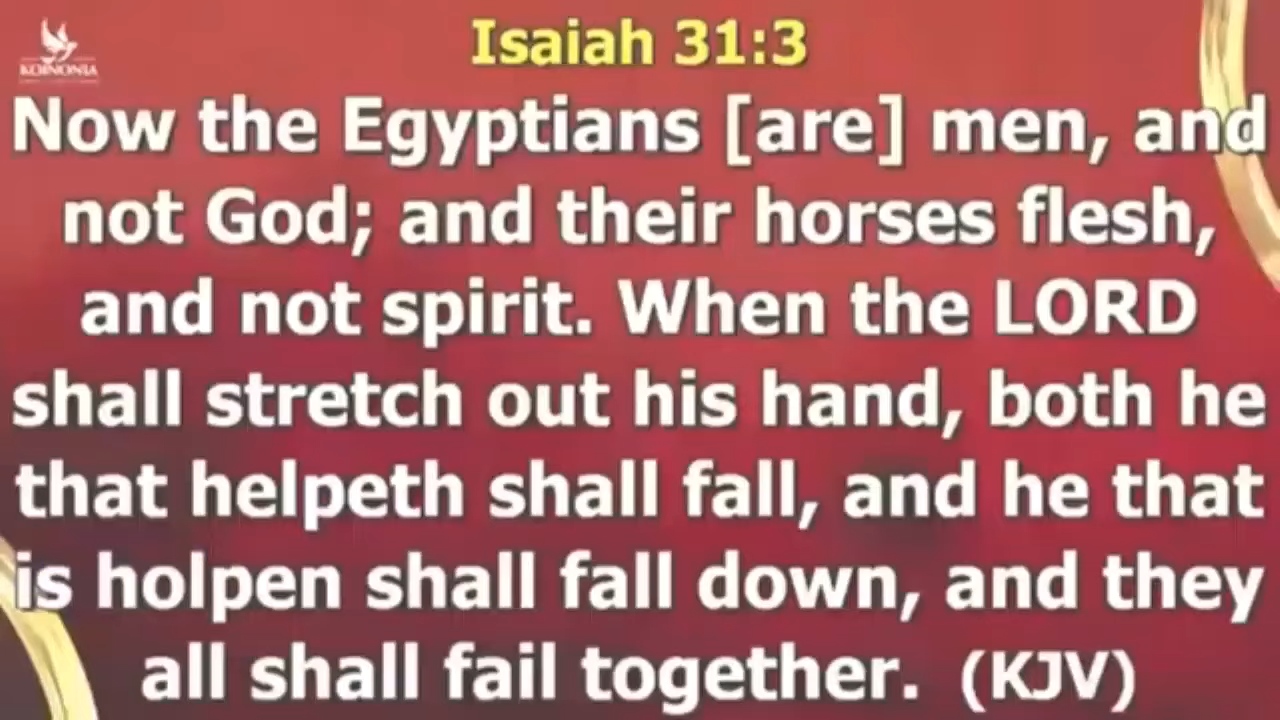 Isaiah 31:3
KOINONIA
Now the Egyptians [are] men, and
not God; and their horses flesh,
and not spirit. When the LORD
shall stretch out his hand, both he
that helpeth shall fall, and he that
is holpen shall fall down, and they
all shall fail together. (KJV)